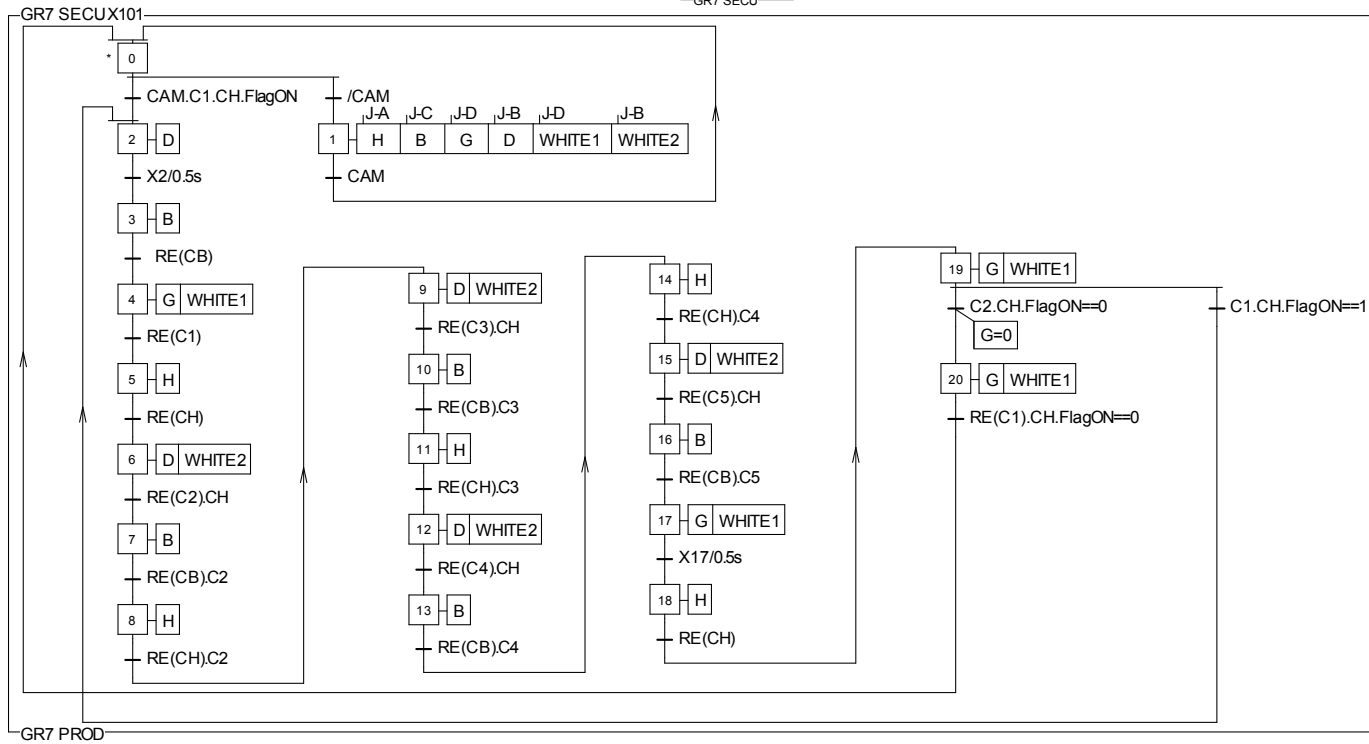 GR7 SECU
GR7 SECUX101
* 0
CAM.C1.CH.FlagON
/CAM
J-A J-C J-D J-B J-D J-B
2 D
1 H B G D WHITE1 WHITE2
X2/0.5s
CAM
3 B
RE(CB)
4 G WHITE1
RE(C1)
5 H
RE(CH)
6 D WHITE2
RE(C2).CH
7 B
RE(CB).C2
8 H
RE(CH).C2
9 D WHITE2
RE(C3).CH
10 B
RE(CB).C3
11 H
RE(CH).C3
12 D WHITE2
RE(C4).CH
13 B
RE(CB).C4
14 H
RE(CH).C4
15 D WHITE2
RE(C5).CH
16 B
RE(CB).C5
17 G WHITE1
X17/0.5s
18 H
RE(CH)
19 G WHITE1
C2.CH.FlagON==0
C1.CH.FlagON==1
G=0
20 G WHITE1
RE(C1).CH.FlagON==0
GR7 PROD